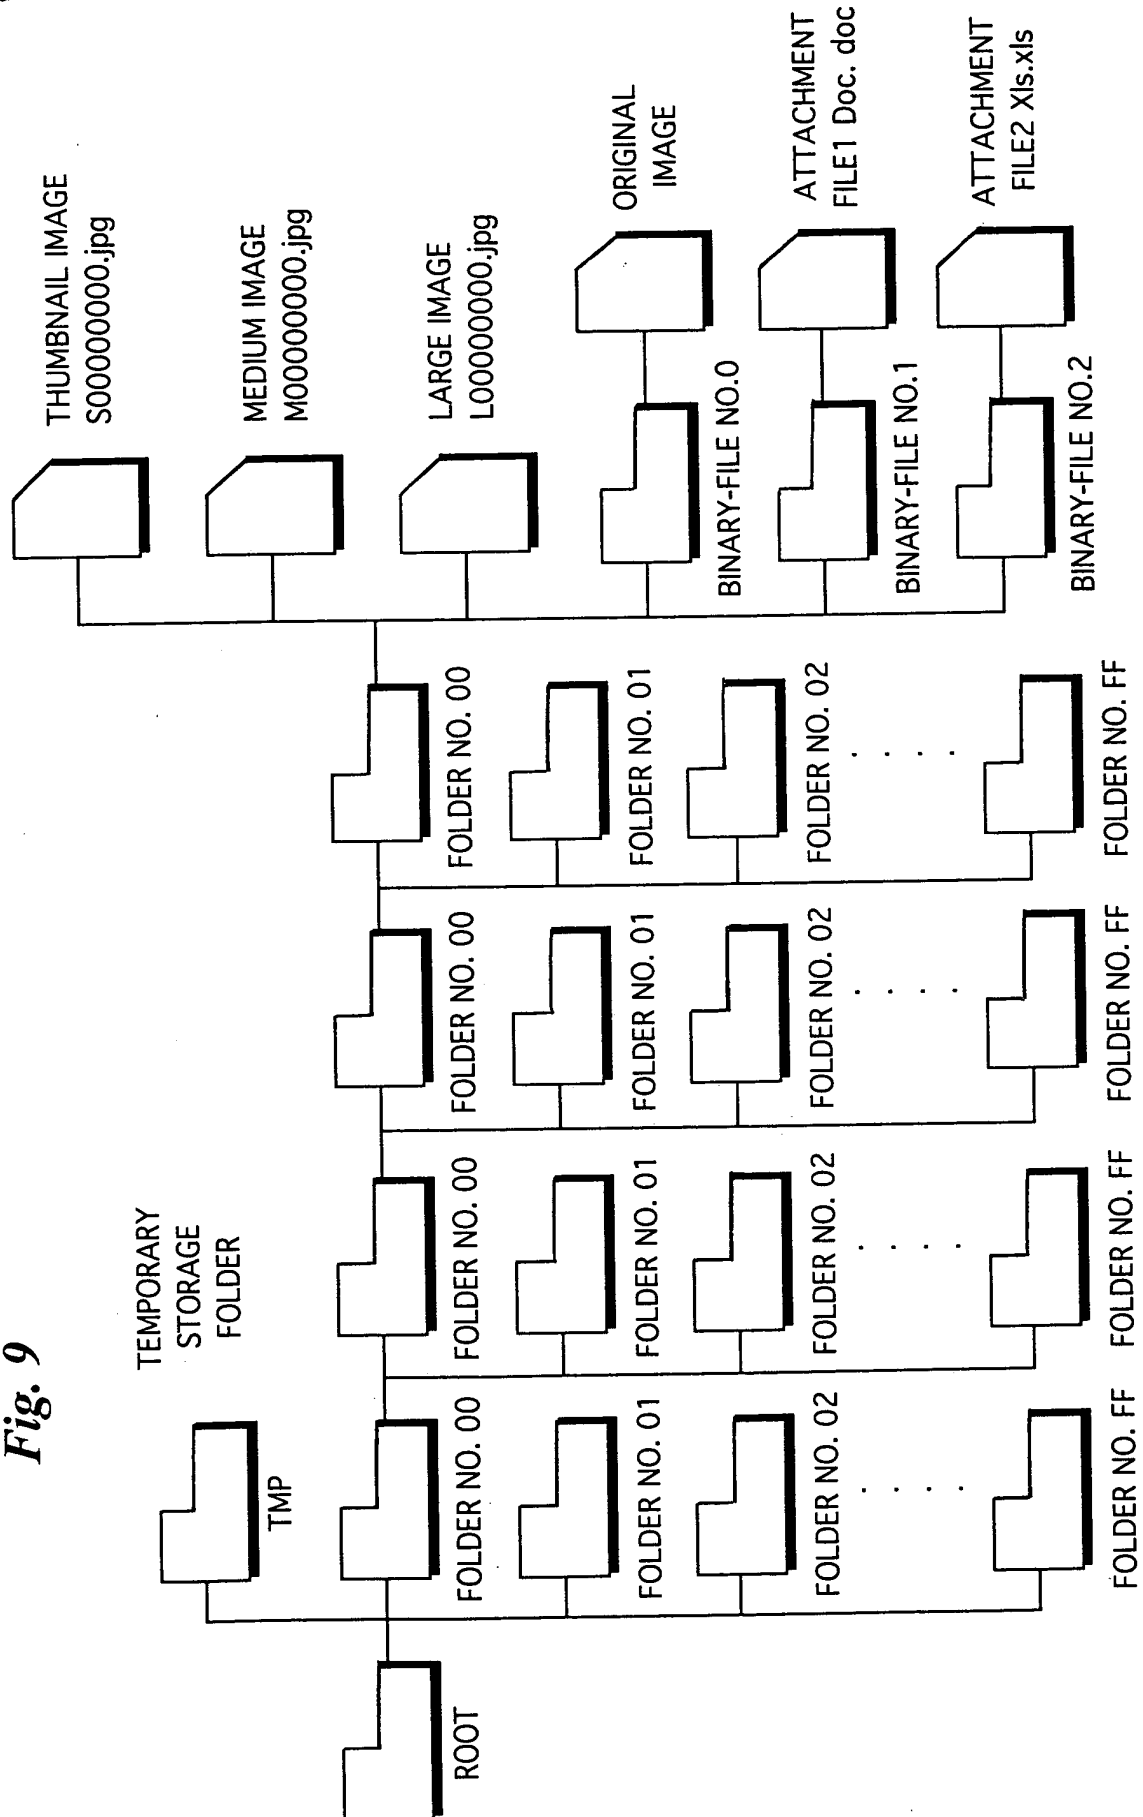 Fig. 9
THUMBNAIL IMAGE
S00000000.jpg
TEMPORARY
STORAGE
FOLDER
TMP
MEDIUM IMAGE
M00000000.jpg
LARGE IMAGE
L00000000.jpg
ROOT
FOLDER NO. 00
FOLDER NO. 00
FOLDER NO. 00
FOLDER NO. 00
ORIGINAL
IMAGE
BINARY-FILE NO.0
FOLDER NO. 01
FOLDER NO. 01
FOLDER NO. 01
FOLDER NO. 01
ATTACHMENT
FILE1 Doc. doc
BINARY-FILE NO.1
FOLDER NO. 02
FOLDER NO. 02
FOLDER NO. 02
FOLDER NO. 02
. . . .
. . . .
. . . .
. . . .
ATTACHMENT
FILE2 Xls.xls
BINARY-FILE NO.2
FOLDER NO. FF
FOLDER NO. FF
FOLDER NO. FF
FOLDER NO. FF